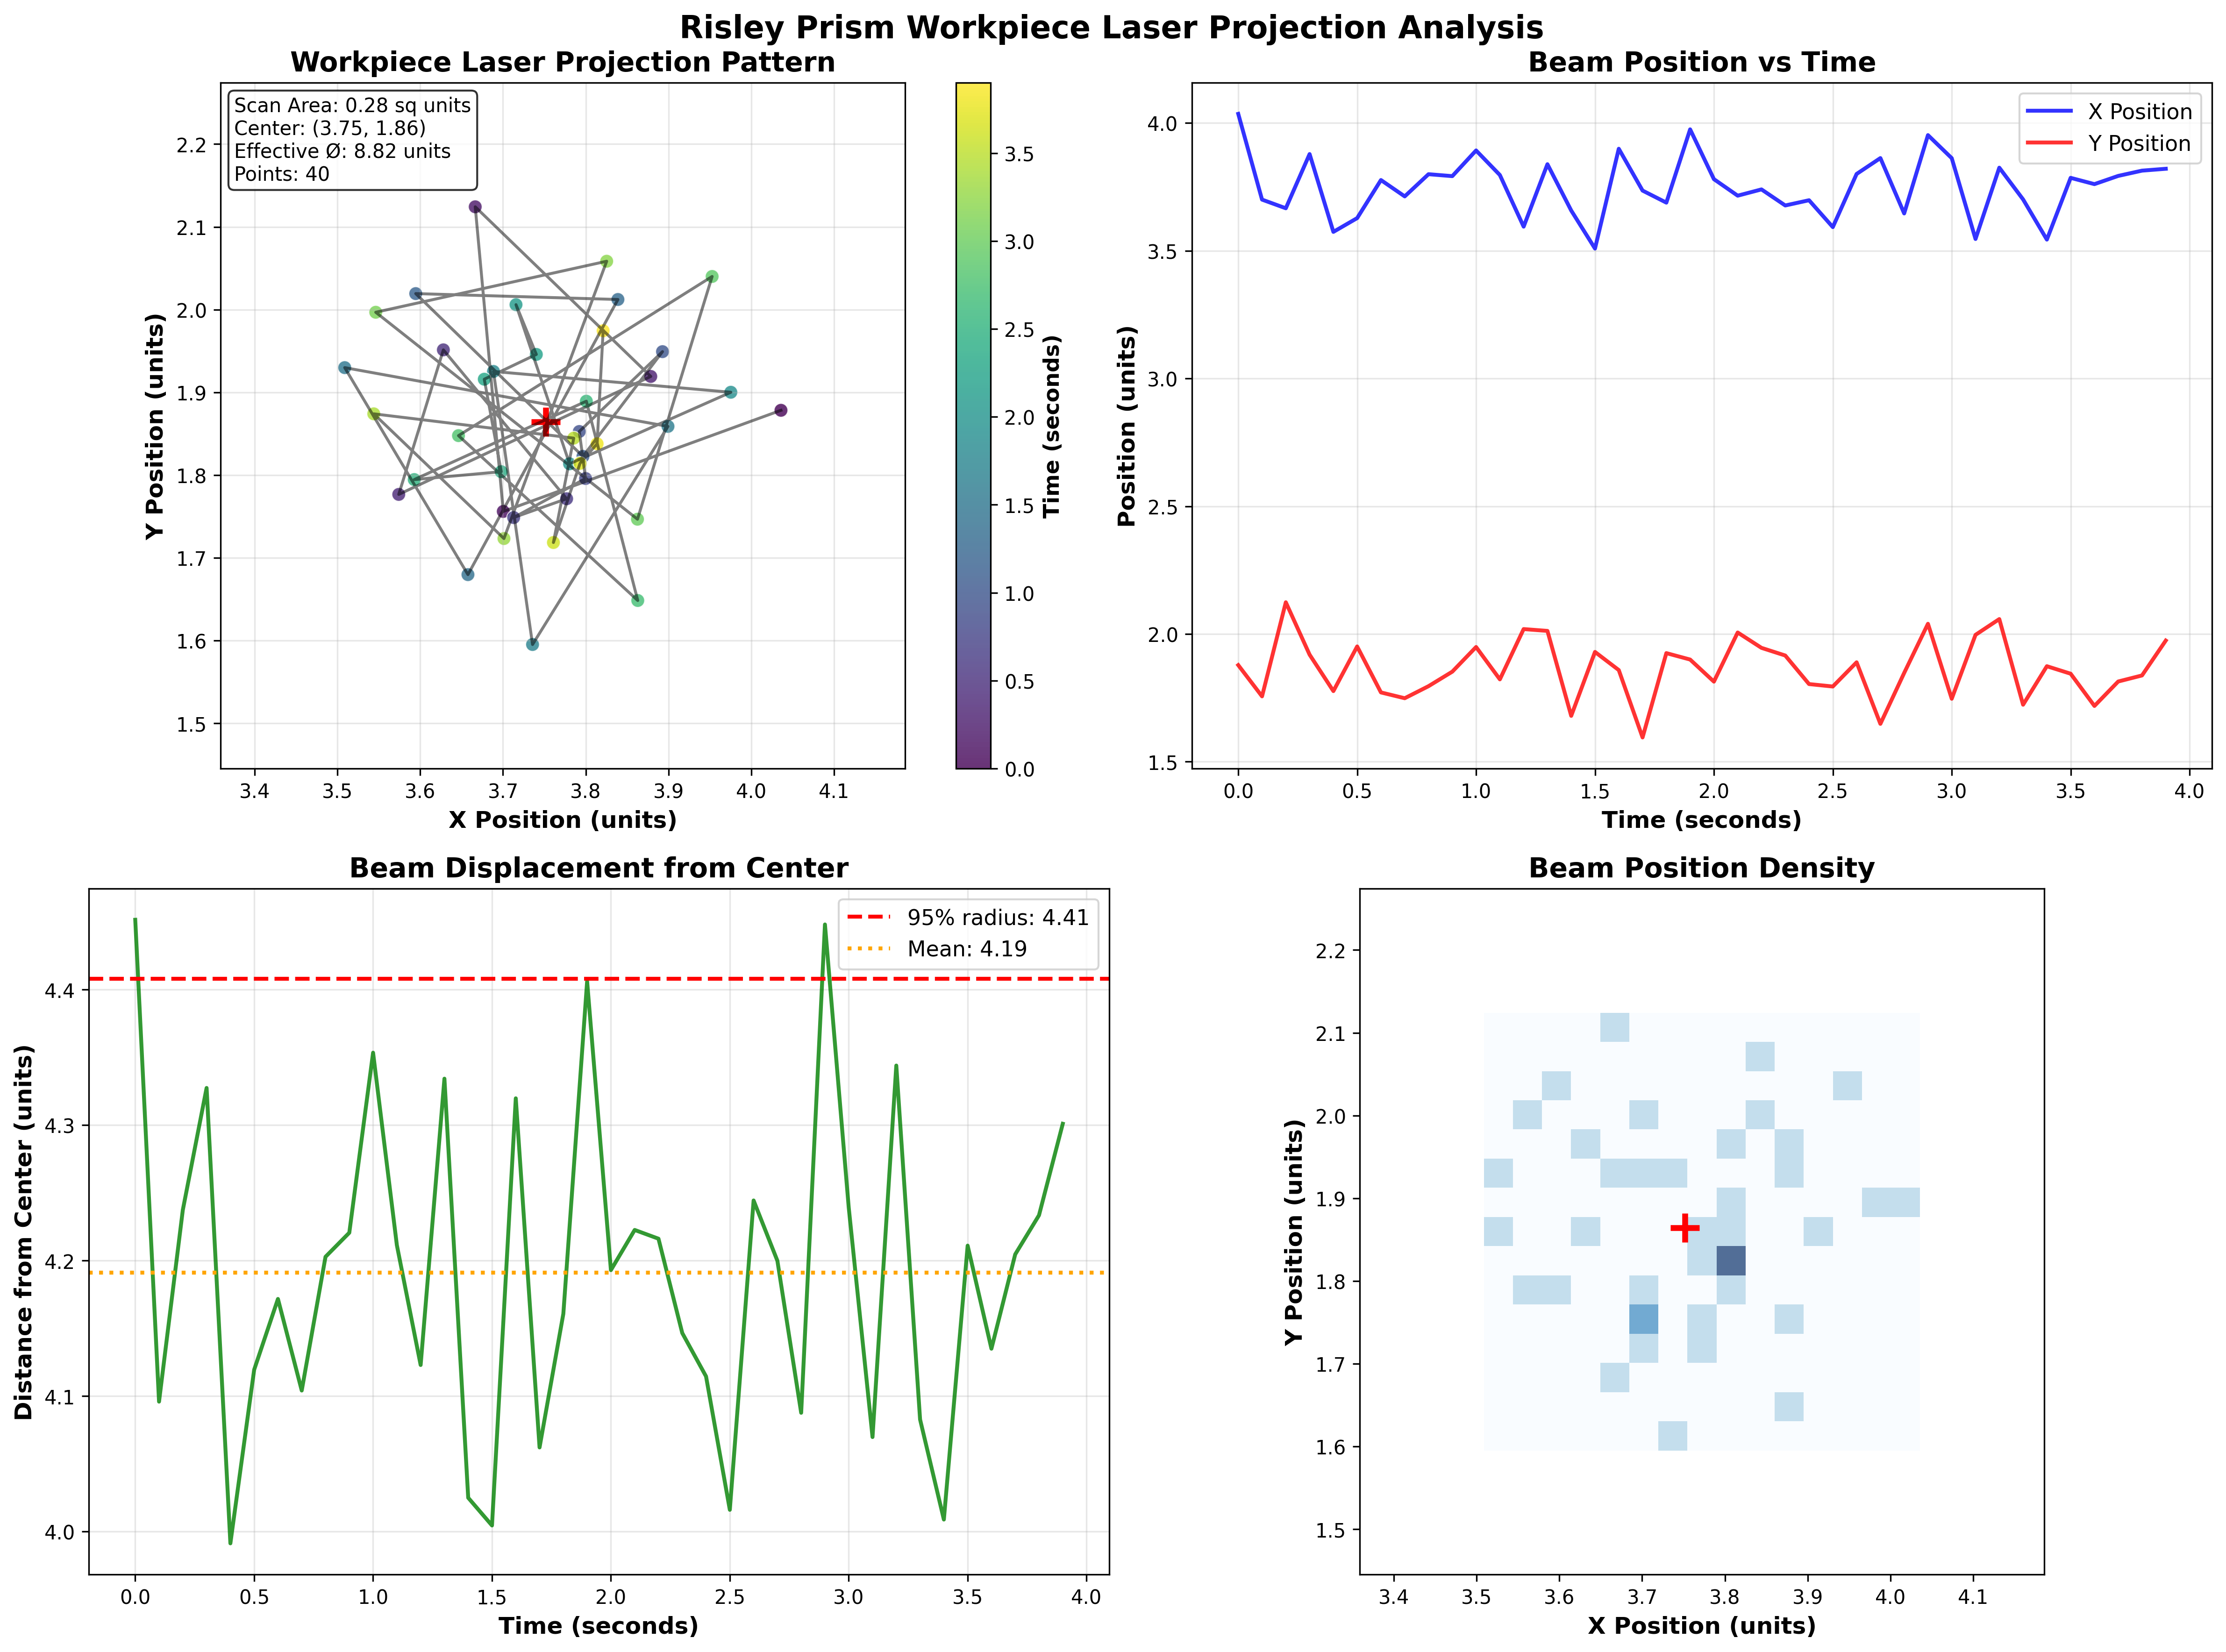 Risley Prism Workpiece Laser Projection Analysis
Workpiece Laser Projection Pattern
Scan Area: 0.28 sq units
Center: (3.75, 1.86)
Effective Ø: 8.82 units
Points: 40
Y Position (units)
2.2
2.1
2.0
1.9
1.8
1.7
1.6
1.5
3.4 3.5 3.6 3.7 3.8 3.9 4.0 4.1
X Position (units)
3.5
3.0
2.5
2.0
1.5
1.0
0.5
0.0
Time (seconds)
Beam Position vs Time
X Position
Y Position
Position (units)
4.0
3.5
3.0
2.5
2.0
1.5
0.0 0.5 1.0 1.5 2.0 2.5 3.0 3.5 4.0
Time (seconds)
Beam Displacement from Center
95% radius: 4.41
Mean: 4.19
Distance from Center (units)
4.4
4.3
4.2
4.1
4.0
0.0 0.5 1.0 1.5 2.0 2.5 3.0 3.5 4.0
Time (seconds)
Beam Position Density
Y Position (units)
2.2
2.1
2.0
1.9
1.8
1.7
1.6
1.5
3.4 3.5 3.6 3.7 3.8 3.9 4.0 4.1
X Position (units)